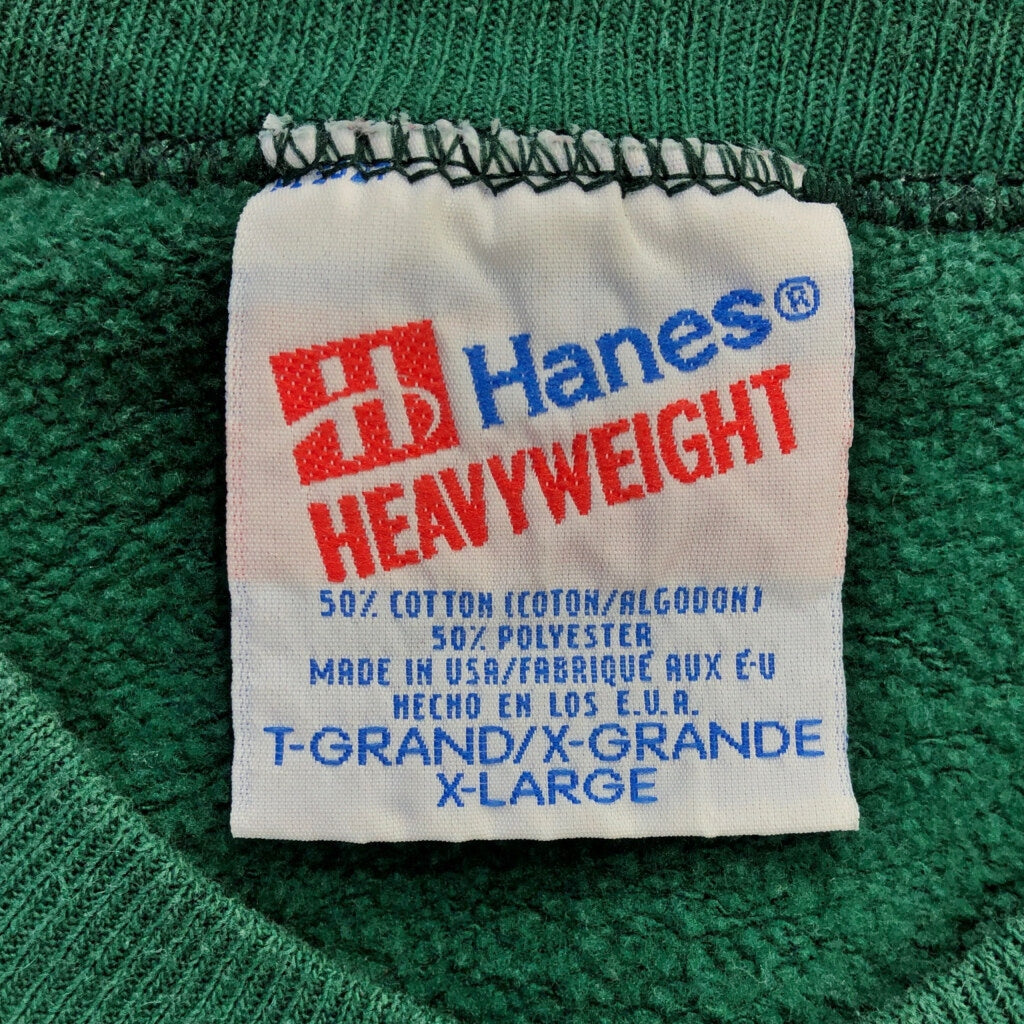 Hanes®
HEAVYWEIGHT
50% COTTON (COTON/ALGODON)
50% POLYESTER
MADE IN USA/FABRIQUÉ AUX É-U
HECHO EN LOS E.U.A.
T-GRAND/X-GRANDE
X-LARGE